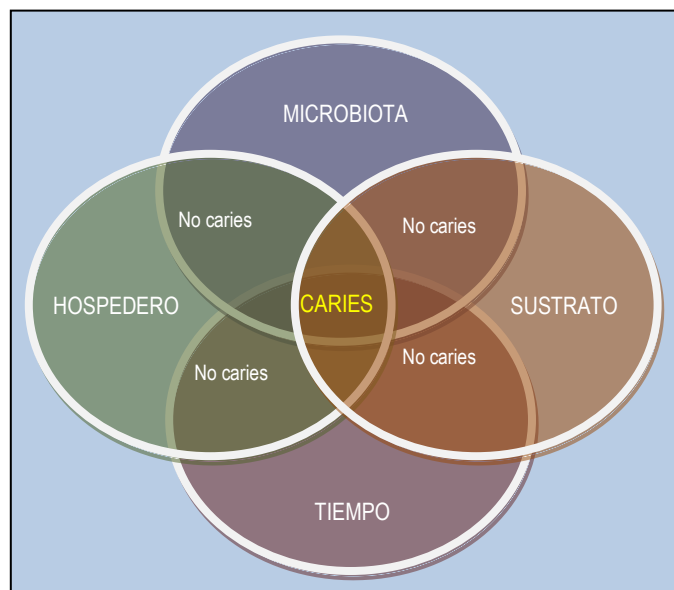 MICROBIOTA
No caries
No caries
HOSPEDERO
CARIES
SUSTRATO
No caries
No caries
TIEMPO